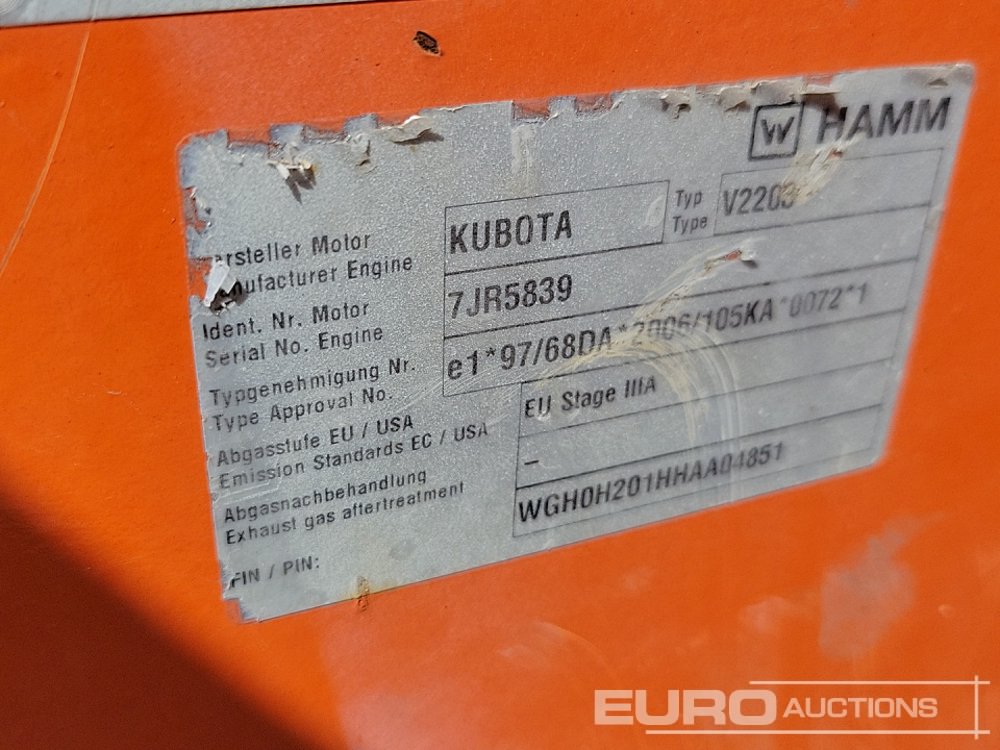 W HAMM
Hersteller Motor KUBOTA Typ V2203
Manufacturer Engine Type
Ident. Nr. Motor 7JR5839
Serial No. Engine
Typgenehmigung Nr. e1*97/68DA*2006/105KA*0072*1
Type Approval No.
Abgasstufe EU / USA EU Stage IIIA
Emission Standards EC / USA
Abgasnachbehandlung –
Exhaust gas aftertreatment
FIN / PIN: WGH0H201HHAA04851
EURO AUCTIONS